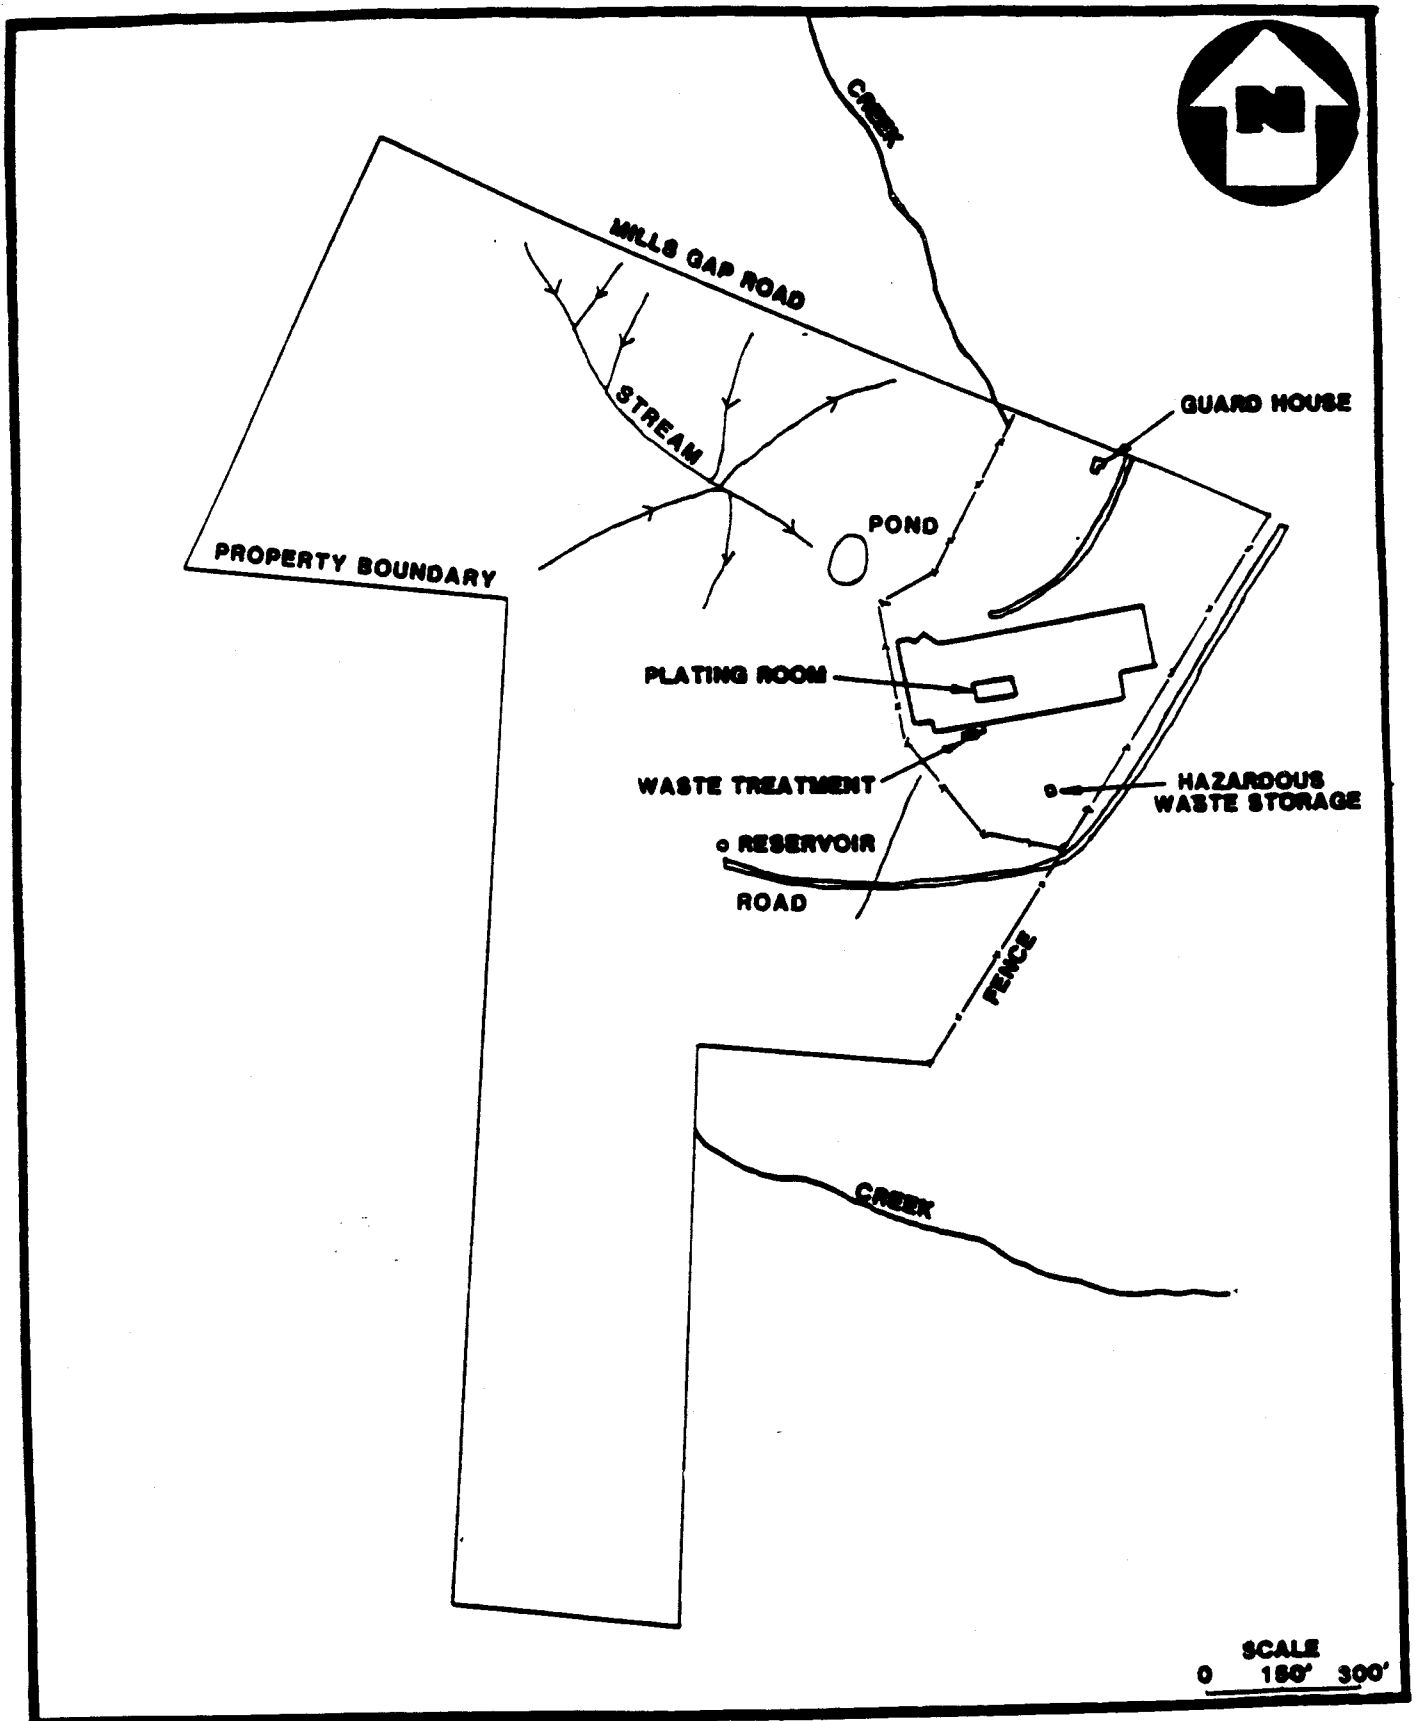 CREEK
N
MILLS GAP ROAD
GUARD HOUSE
STREAM
POND
PROPERTY BOUNDARY
PLATING ROOM
WASTE TREATMENT
HAZARDOUS
WASTE STORAGE
RESERVOIR
ROAD
FENCE
CREEK
SCALE
0 150' 300'